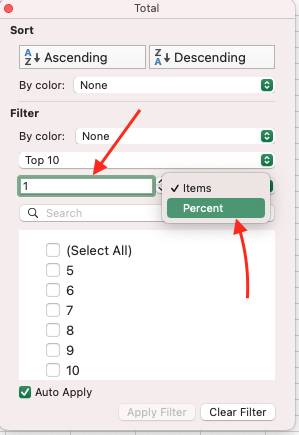 Total
Sort
A Z Ascending
Z A Descending
By color: None
Filter
By color: None
Top 10
1
✓ Items
Percent
Search
(Select All)
5
6
7
8
9
10
Auto Apply
Apply Filter
Clear Filter